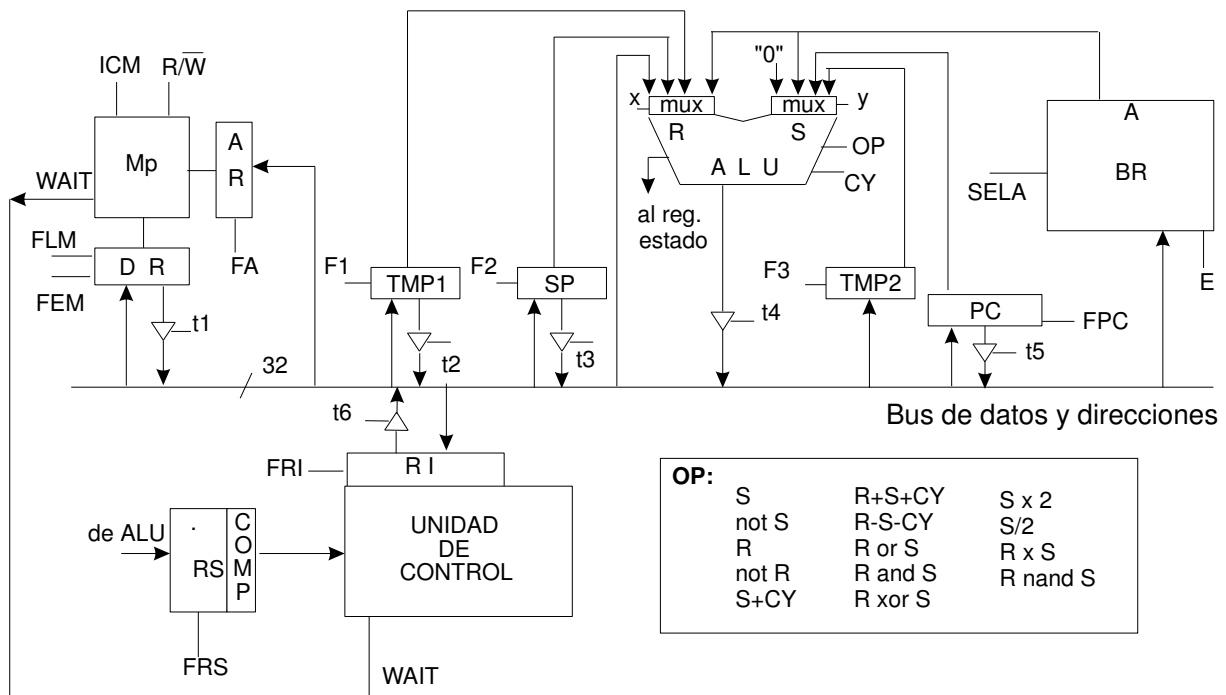 ICM
R/W
"0"
x
mux
mux
y
R
S
A L U
OP
CY
al reg.
estado
A
BR
SELA
E
Mp
A
R
WAIT
FLM
FEM
D R
FA
t1
F1
TMP1
t2
F2
SP
t3
t4
F3
TMP2
PC
FPC
t5
32
Bus de datos y direcciones
t6
FRI
R I
UNIDAD
DE
CONTROL
de ALU
.
RS
C
O
M
P
FRS
WAIT
OP:
S
not S
R
not R
S+CY
R+S+CY
R-S-CY
R or S
R and S
R xor S
S x 2
S/2
R x S
R nand S